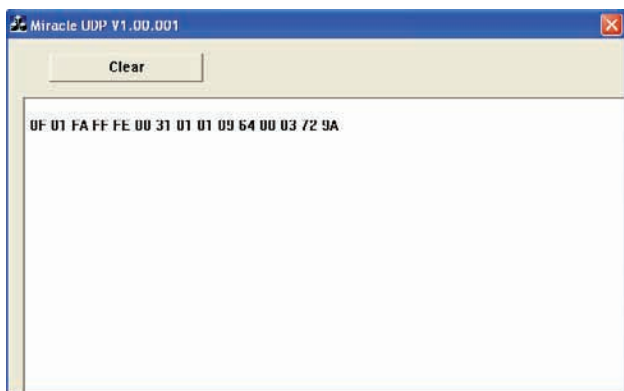 Miracle UDP V1.00.001
Clear
0F 01 FA FF FE 00 31 01 01 09 64 00 03 72 9A